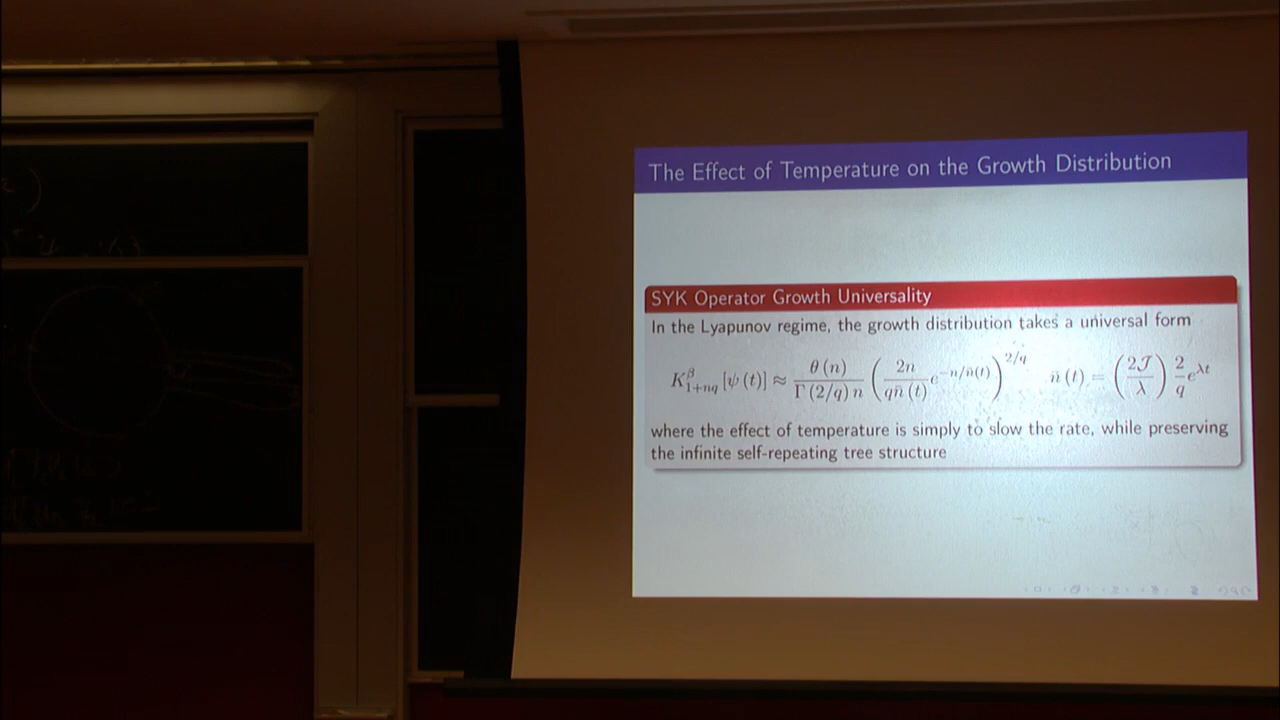 The Effect of Temperature on the Growth Distribution
SYK Operator Growth Universality
In the Lyapunov regime, the growth distribution takes a universal form
K^β_{1+nq} [ψ (t)] ≈ θ (n) / Γ (2/q) n ( 2n / qn̄ (t) e^{−n/n̄(t)} )^{2/q} n̄ (t) = ( 2𝒥 / λ ) 2/q e^{λt}
where the effect of temperature is simply to slow the rate, while preserving
the infinite self-repeating tree structure